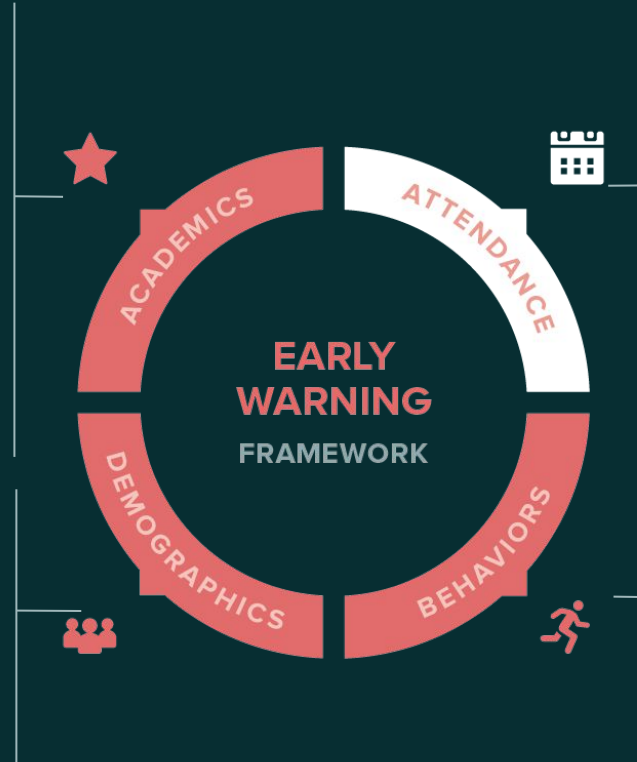 ACADEMICS
ATTENDANCE
EARLY
WARNING
FRAMEWORK
DEMOGRAPHICS
BEHAVIORS